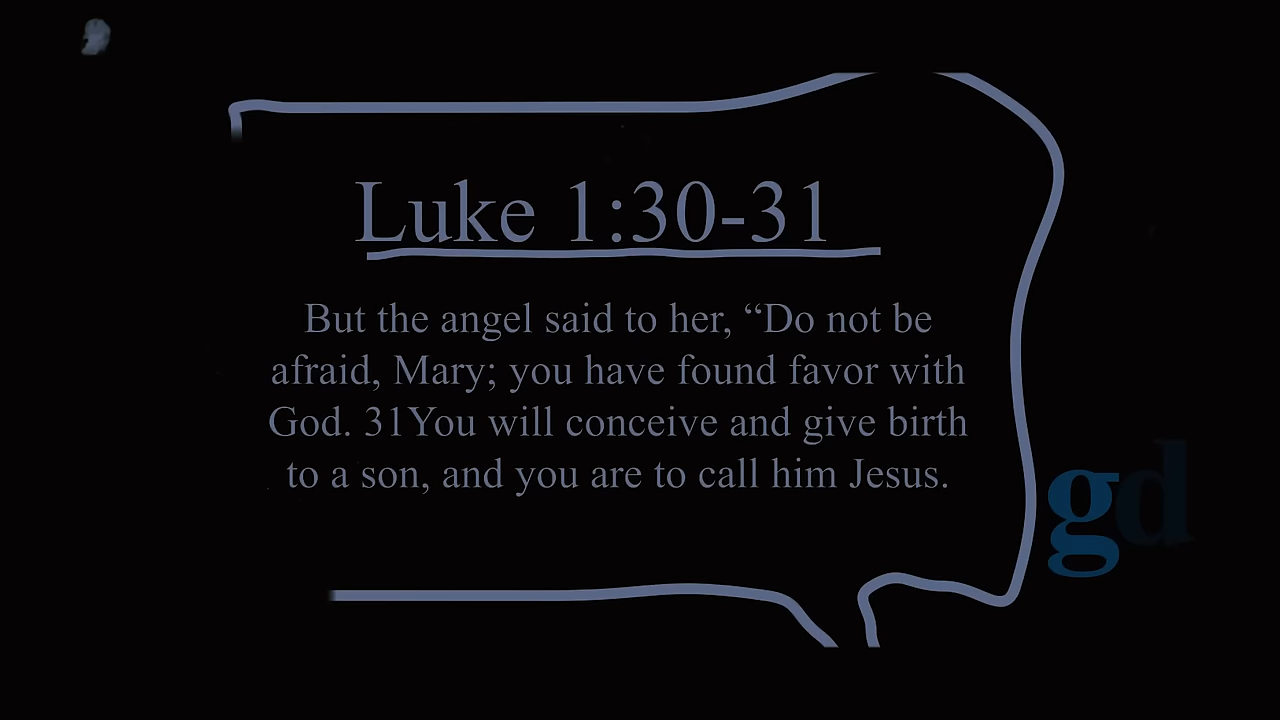 Luke 1:30-31
But the angel said to her, “Do not be
afraid, Mary; you have found favor with
God. 31You will conceive and give birth
to a son, and you are to call him Jesus.
gd